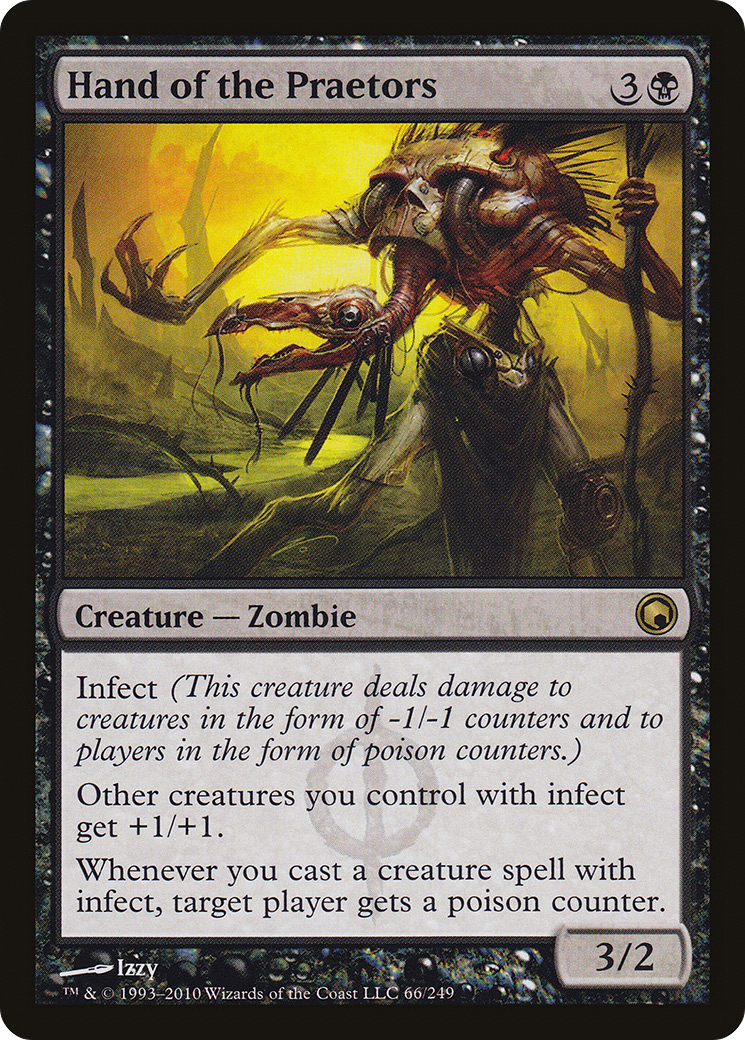 Hand of the Praetors 3
Creature — Zombie
Infect (This creature deals damage to
creatures in the form of -1/-1 counters and to
players in the form of poison counters.)
Other creatures you control with infect
get +1/+1.
Whenever you cast a creature spell with
infect, target player gets a poison counter.
3/2
Izzy
™ & © 1993–2010 Wizards of the Coast LLC 66/249